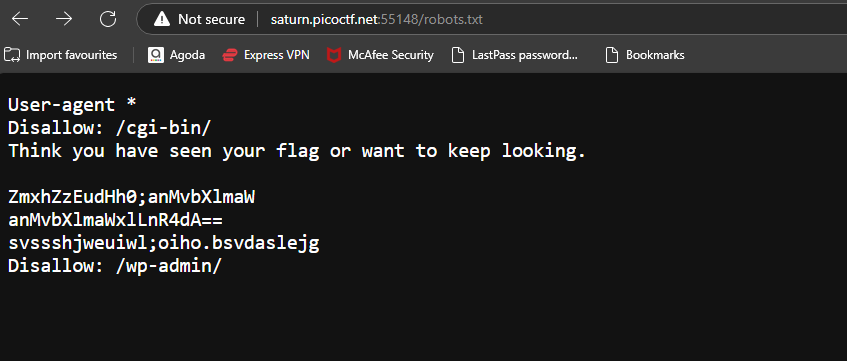 Not secure saturn.picoctf.net:55148/robots.txt
Import favourites Agoda Express VPN McAfee Security LastPass password... Bookmarks
User-agent *
Disallow: /cgi-bin/
Think you have seen your flag or want to keep looking.
ZmxhZzEudHh0;anMvbXlmaW
anMvbXlmaWxlLnR4dA==
svssshjweuiwl;oiho.bsvdaslejg
Disallow: /wp-admin/